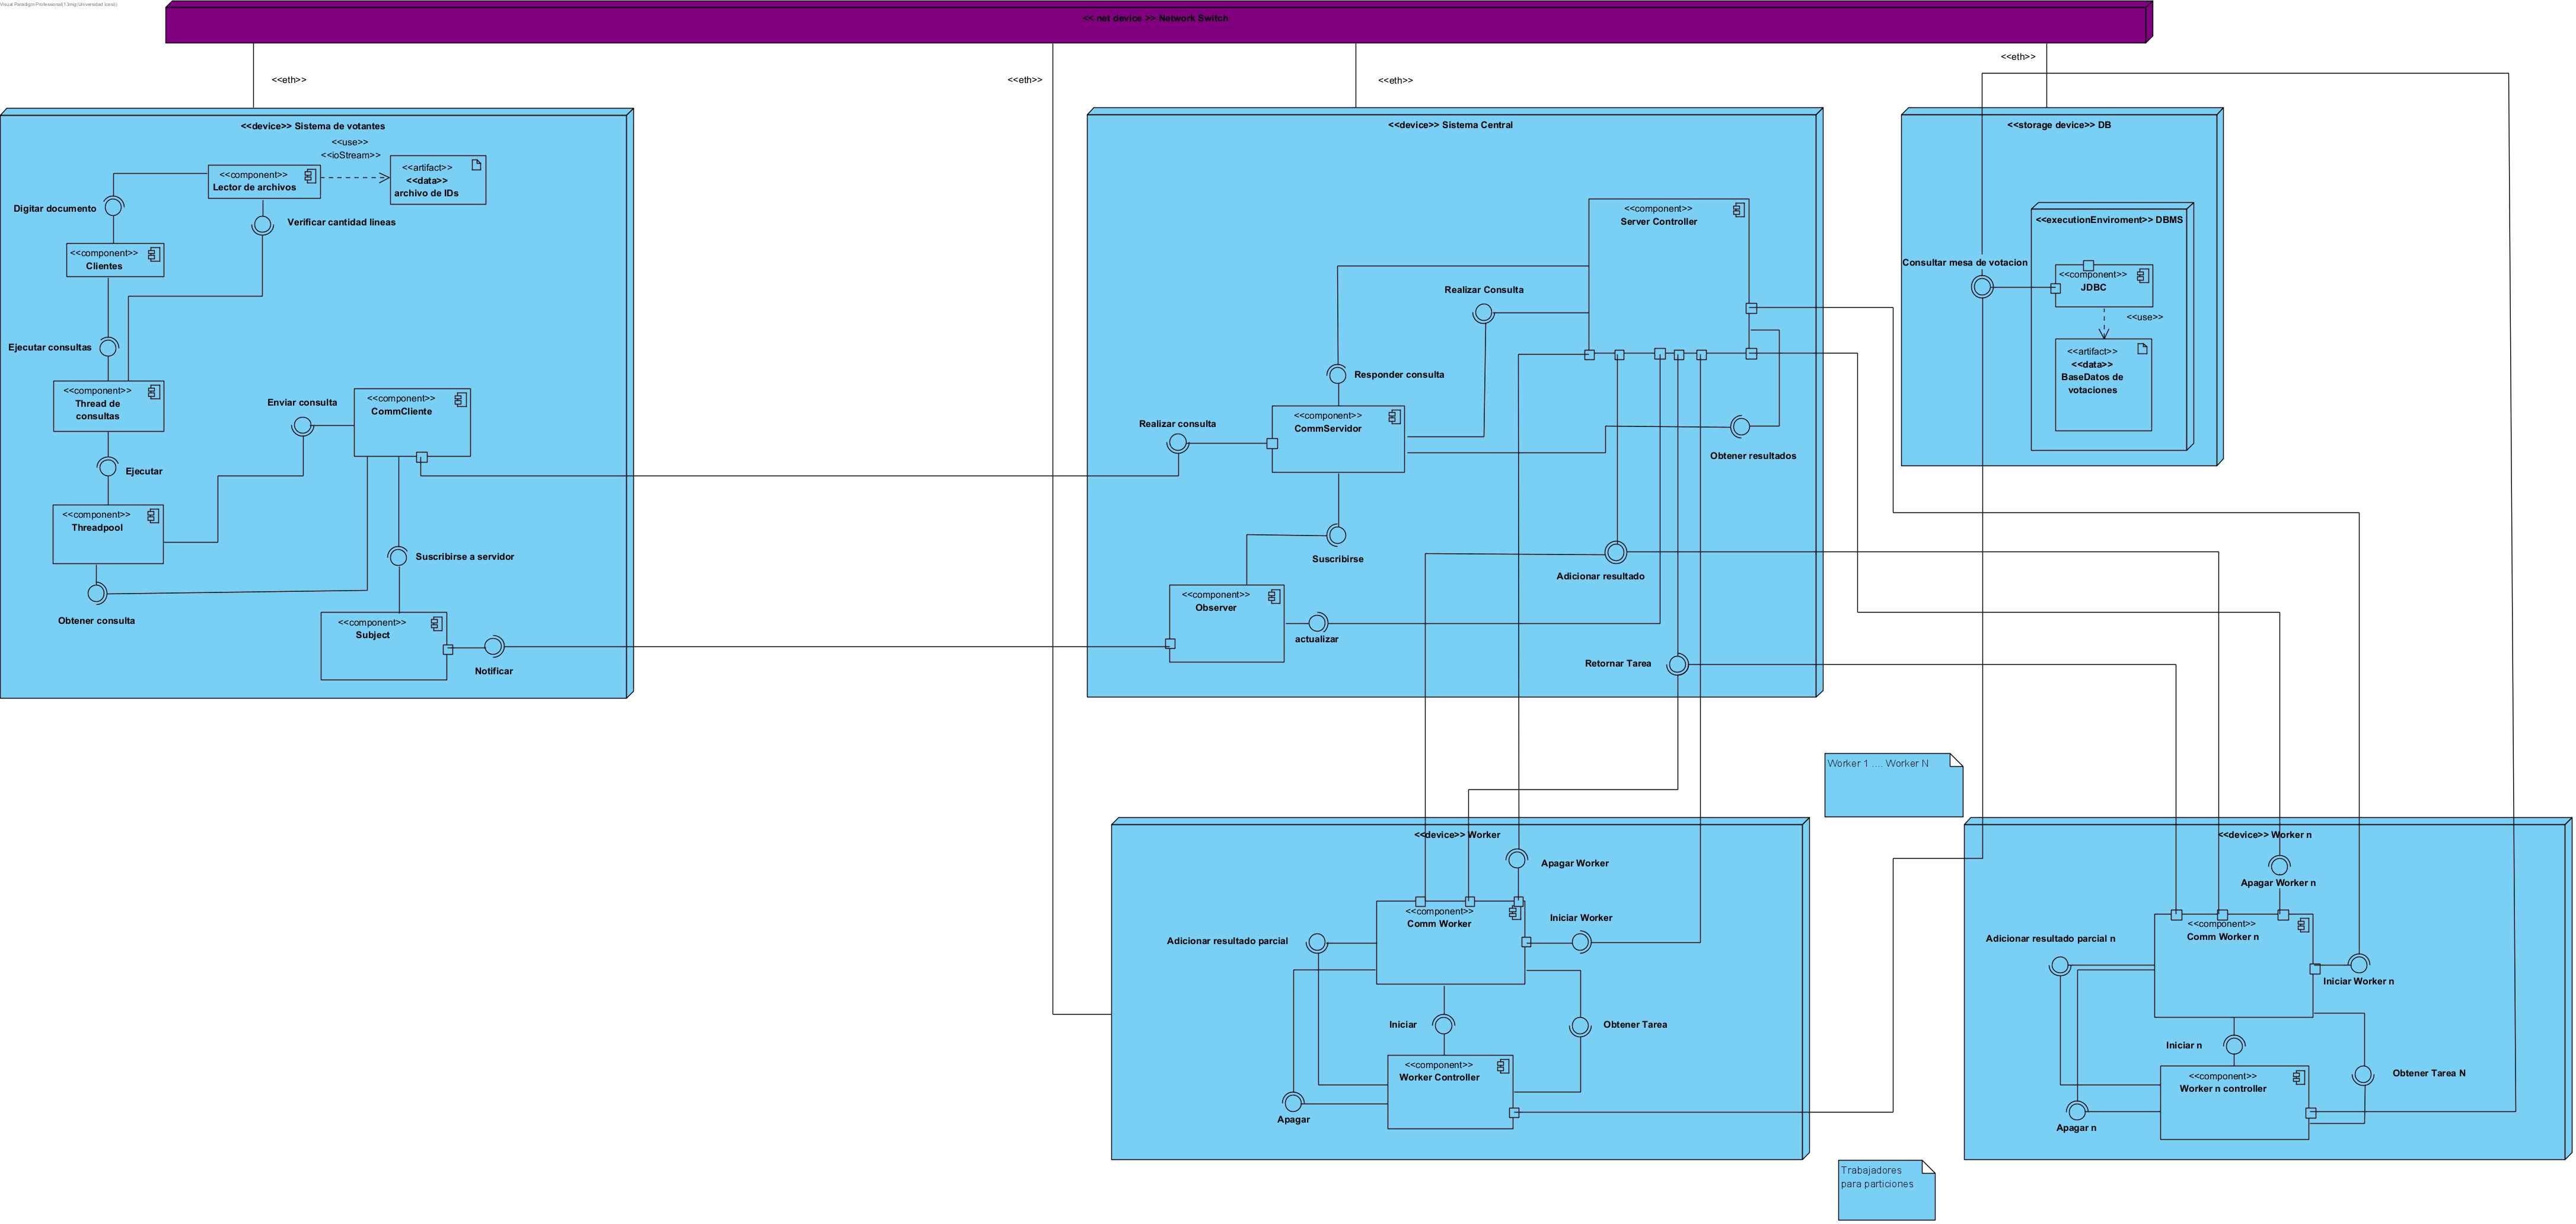 Visual Paradigm Professional(13mig(Universidad Icesi))
<< net device >> Network Switch
<<eth>>
<<eth>>
<<eth>>
<<eth>>
<<device>> Sistema de votantes
<<use>>
<<ioStream>>
<<component>>
Lector de archivos
<<artifact>>
<<data>>
archivo de IDs
Digitar documento
Verificar cantidad lineas
<<component>>
Clientes
Ejecutar consultas
<<component>>
Thread de
consultas
Enviar consulta
<<component>>
CommCliente
Ejecutar
<<component>>
Threadpool
Suscribirse a servidor
Obtener consulta
<<component>>
Subject
Notificar
<<device>> Sistema Central
<<component>>
Server Controller
Realizar Consulta
Responder consulta
Realizar consulta
<<component>>
CommServidor
Obtener resultados
Suscribirse
Adicionar resultado
<<component>>
Observer
actualizar
Retornar Tarea
<<storage device>> DB
<<executionEnviroment>> DBMS
Consultar mesa de votacion
<<component>>
JDBC
<<use>>
<<artifact>>
<<data>>
BaseDatos de
votaciones
Worker 1 .... Worker N
<<device>> Worker
Apagar Worker
<<component>>
Comm Worker
Iniciar Worker
Adicionar resultado parcial
Iniciar
Obtener Tarea
<<component>>
Worker Controller
Apagar
<<device>> Worker n
Apagar Worker n
<<component>>
Comm Worker n
Adicionar resultado parcial n
Iniciar Worker n
Iniciar n
Obtener Tarea N
<<component>>
Worker n controller
Apagar n
Trabajadores
para particiones